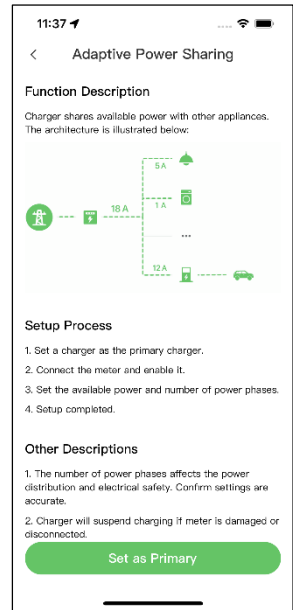 11:37
Adaptive Power Sharing
Function Description
Charger shares available power with other appliances.
The architecture is illustrated below:
5 A
18 A
1 A
...
12 A
Setup Process
1. Set a charger as the primary charger.
2. Connect the meter and enable it.
3. Set the available power and number of power phases.
4. Setup completed.
Other Descriptions
1. The number of power phases affects the power
distribution and electrical safety. Confirm settings are
accurate.
2. Charger will suspend charging if meter is damaged or
disconnected.
Set as Primary